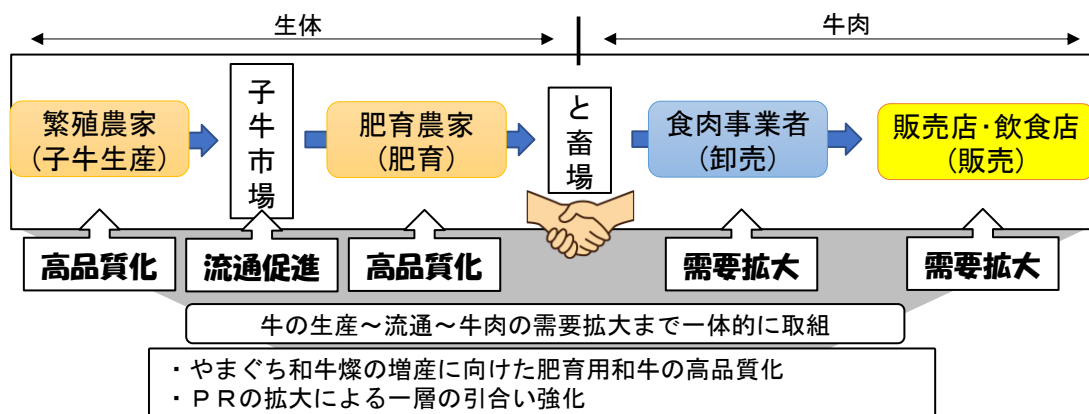 生体
牛肉
繁殖農家
(子牛生産)
子牛市場
肥育農家
(肥育)
と畜場
食肉事業者
(卸売)
販売店・飲食店
(販売)
高品質化
流通促進
高品質化
需要拡大
需要拡大
牛の生産～流通～牛肉の需要拡大まで一体的に取組
・やまぐち和牛燦の増産に向けた肥育用和牛の高品質化
・ＰＲの拡大による一層の引合い強化